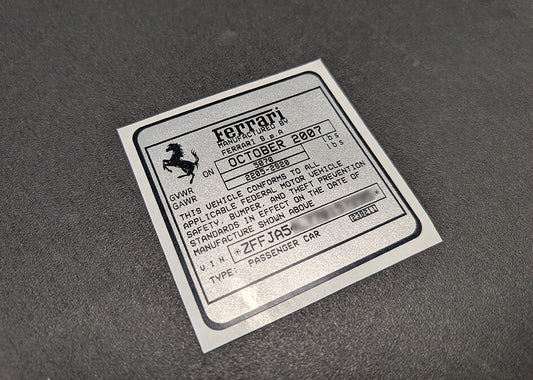 Ferrari
MANUFACTURED BY
FERRARI S.p.A
ON OCTOBER 2007
GVWR 5070 lbs
GAWR 2205-2820 lbs
THIS VEHICLE CONFORMS TO ALL
APPLICABLE FEDERAL MOTOR VEHICLE
SAFETY, BUMPER, AND THEFT PREVENTION
STANDARDS IN EFFECT ON THE DATE OF
MANUFACTURE SHOWN ABOVE
V.I.N. *ZFFJA5
TYPE: PASSENGER CAR